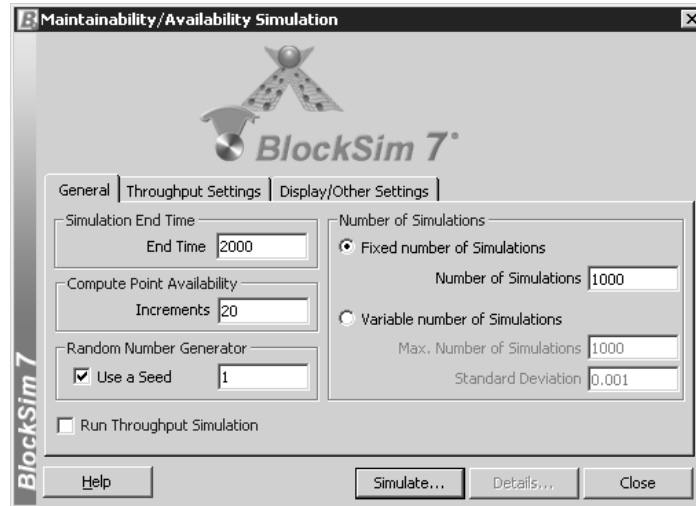 Maintainability/Availability Simulation
BlockSim 7
General
Throughput Settings
Display/Other Settings
Simulation End Time
End Time 2000
Compute Point Availability
Increments 20
Random Number Generator
Use a Seed 1
Run Throughput Simulation
Number of Simulations
Fixed number of Simulations
Number of Simulations 1000
Variable number of Simulations
Max. Number of Simulations 1000
Standard Deviation 0.001
BlockSim 7
Help
Simulate...
Details...
Close